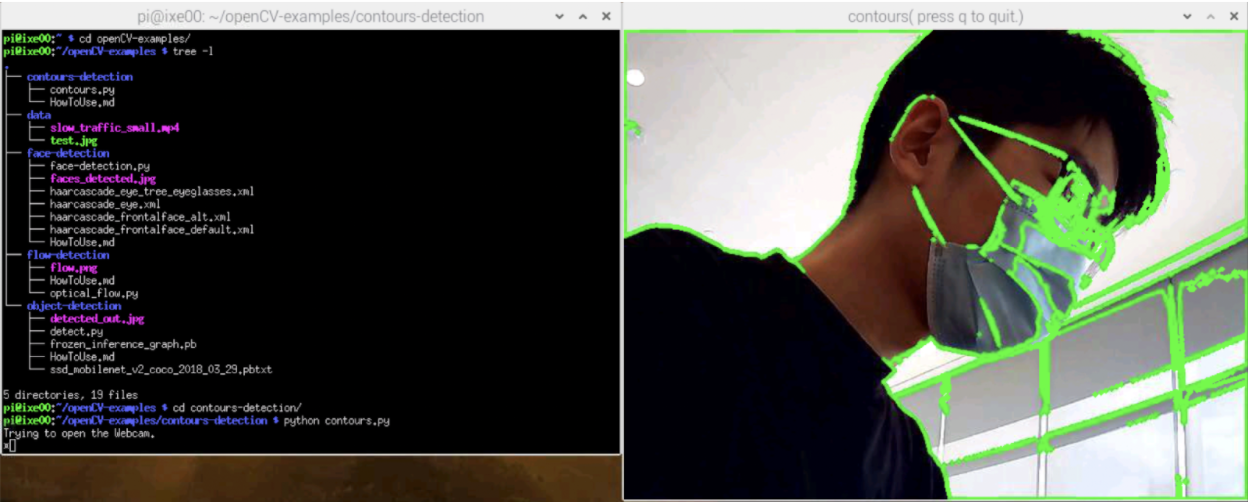 pi@ixe00: ~/openCV-examples/contours-detection
pi@ixe00:~ $ cd openCV-examples/
pi@ixe00:~/openCV-examples $ tree -l
.
├── contours-detection
│   ├── contours.py
│   └── HowToUse.md
├── data
│   ├── slow_traffic_small.mp4
│   └── test.jpg
├── face-detection
│   ├── face-detection.py
│   ├── faces_detected.jpg
│   ├── haarcascade_eye_tree_eyeglasses.xml
│   ├── haarcascade_eye.xml
│   ├── haarcascade_frontalface_alt.xml
│   ├── haarcascade_frontalface_default.xml
│   └── HowToUse.md
├── flow-detection
│   ├── flow.png
│   ├── HowToUse.md
│   └── optical_flow.py
└── object-detection
    ├── detected_out.jpg
    ├── detect.py
    ├── frozen_inference_graph.pb
    ├── HowToUse.md
    └── ssd_mobilenet_v2_coco_2018_03_29.pbtxt
5 directories, 19 files
pi@ixe00:~/openCV-examples $ cd contours-detection/
pi@ixe00:~/openCV-examples/contours-detection $ python contours.py
Trying to open the Webcam.
contours( press q to quit.)